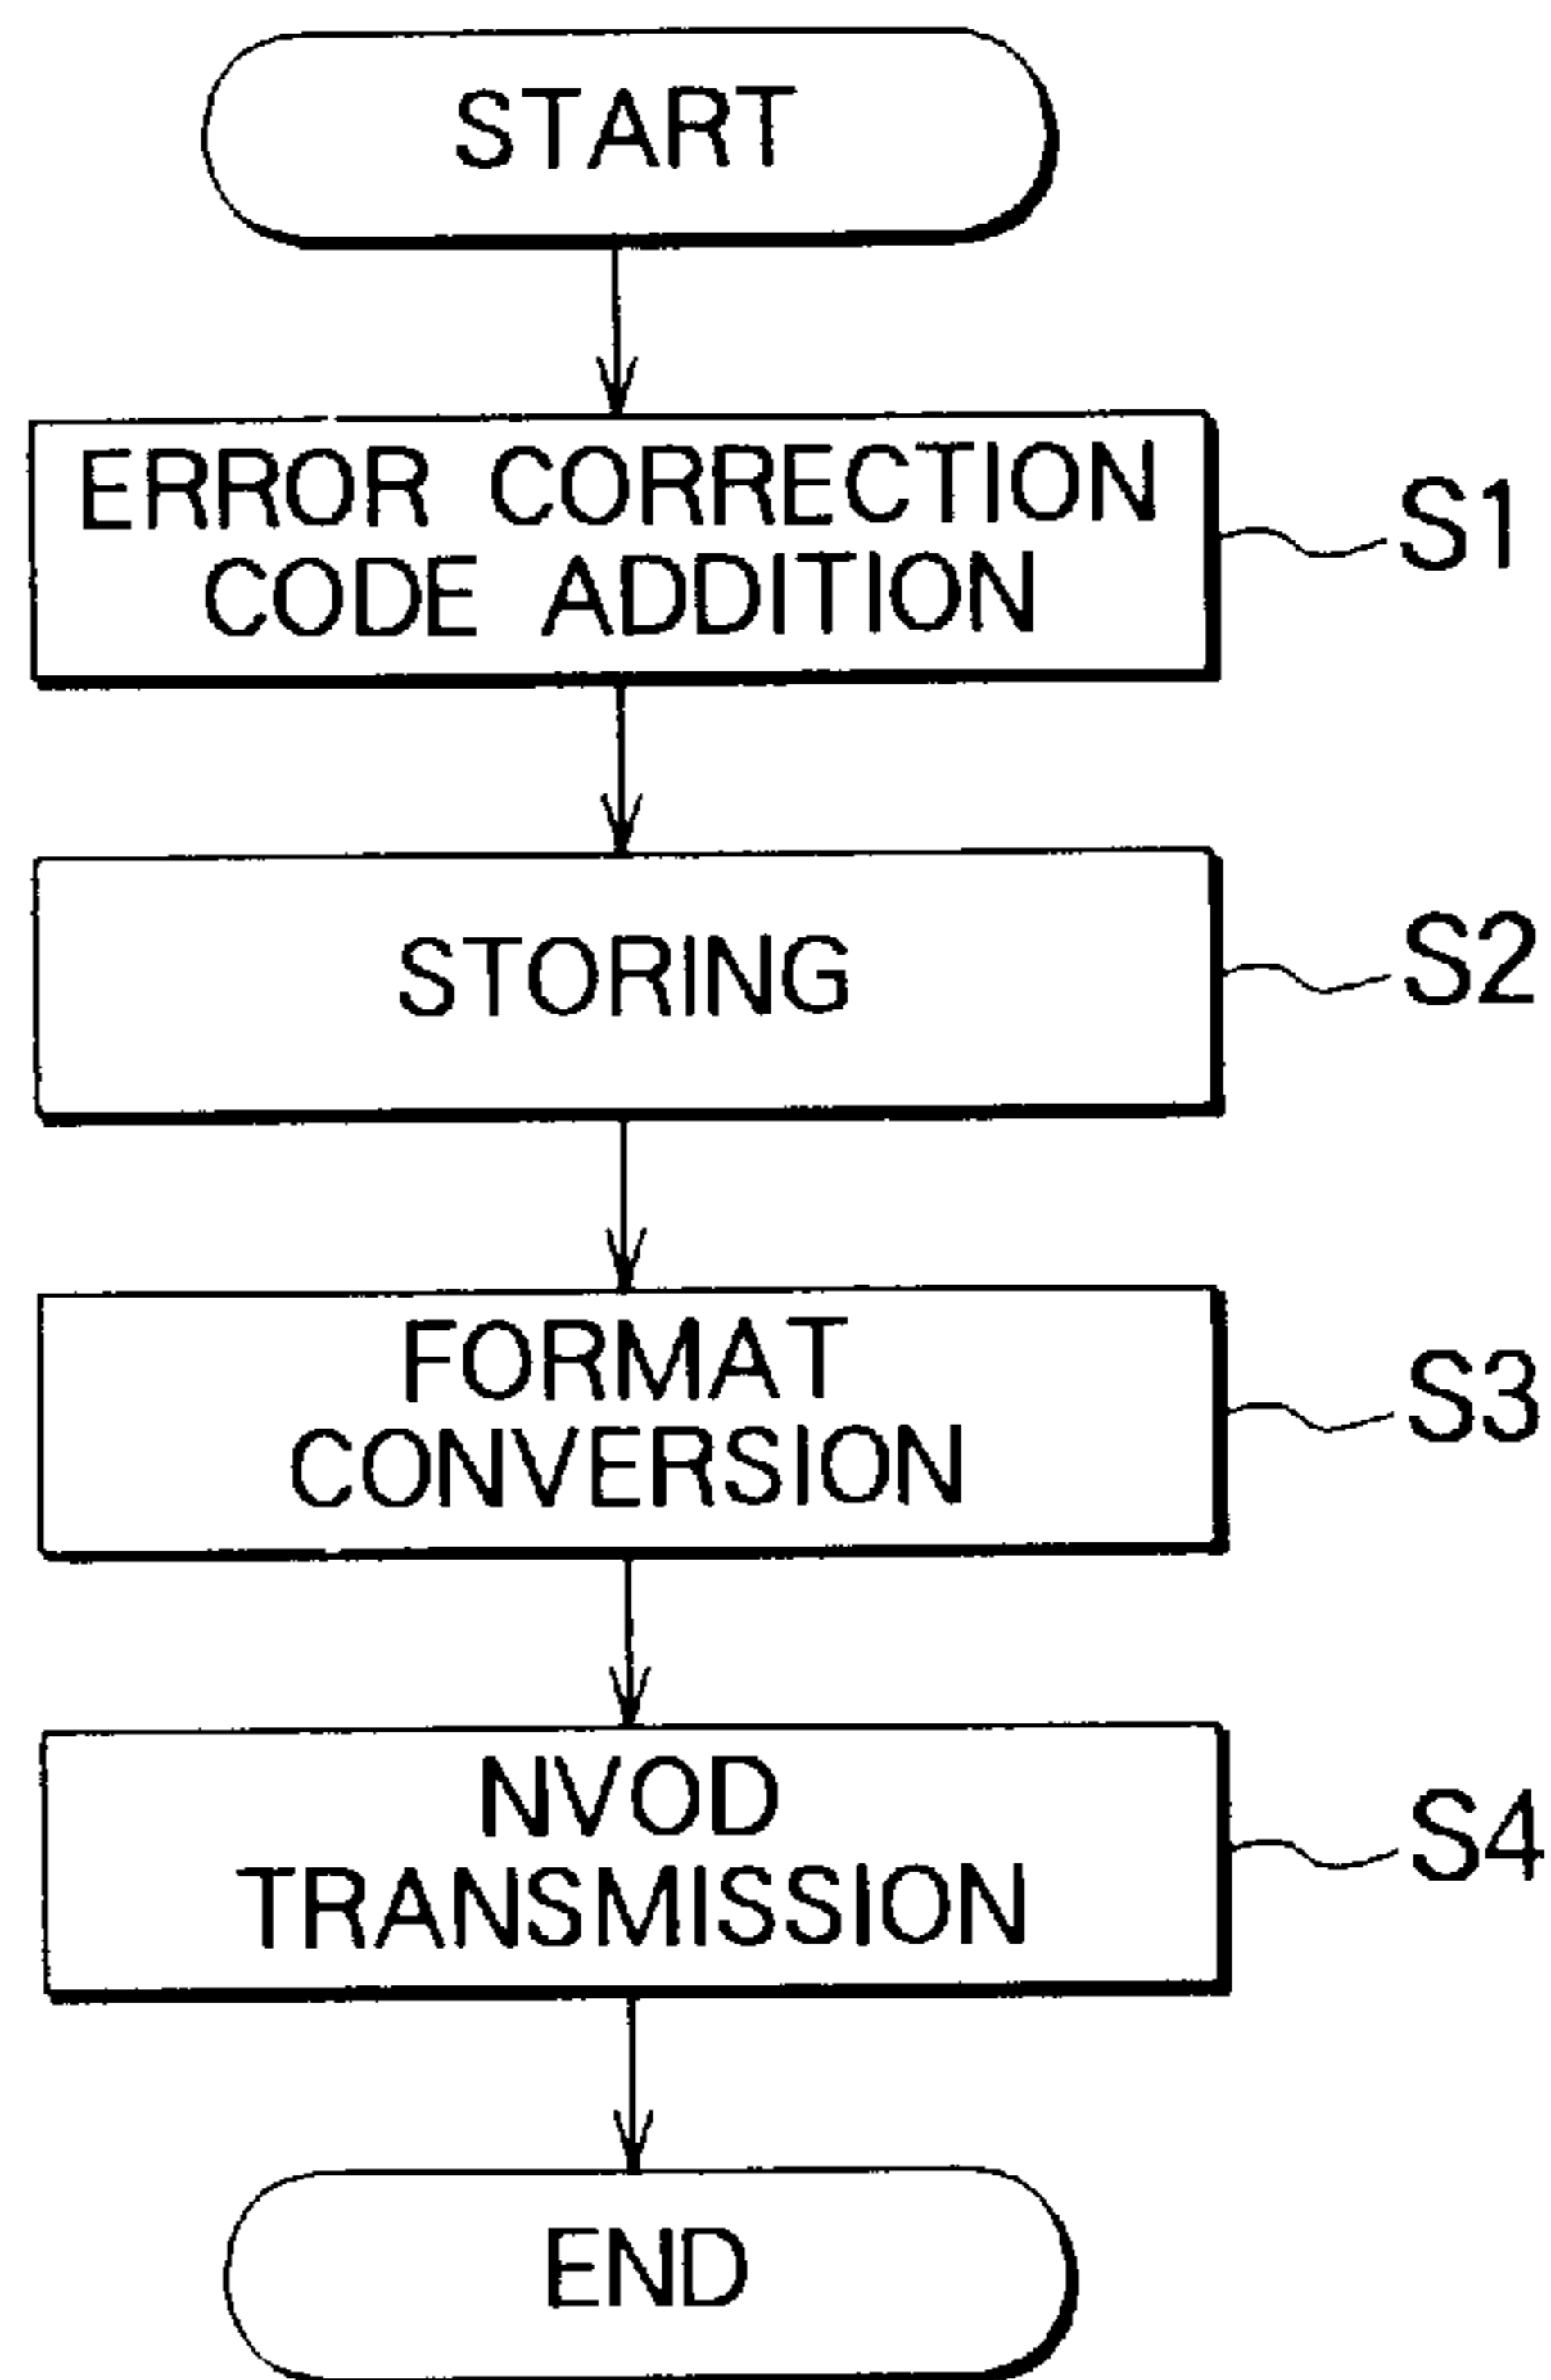 START
ERROR CORRECTION
CODE ADDITION
S1
STORING
S2
FORMAT
CONVERSION
S3
NVOD
TRANSMISSION
S4
END